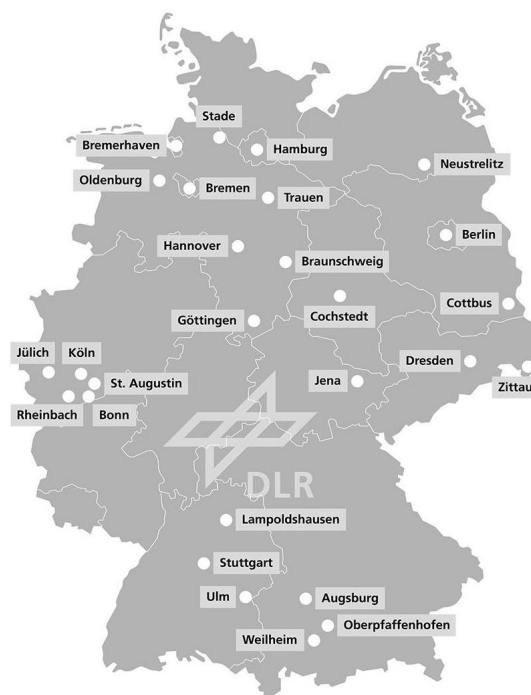 Stade
Bremerhaven
Hamburg
Neustrelitz
Oldenburg
Bremen
Trauen
Berlin
Hannover
Braunschweig
Cottbus
Göttingen
Cochstedt
Jülich
Köln
Dresden
St. Augustin
Jena
Zittau
Rheinbach
Bonn
DLR
Lampoldshausen
Stuttgart
Ulm
Augsburg
Oberpfaffenhofen
Weilheim